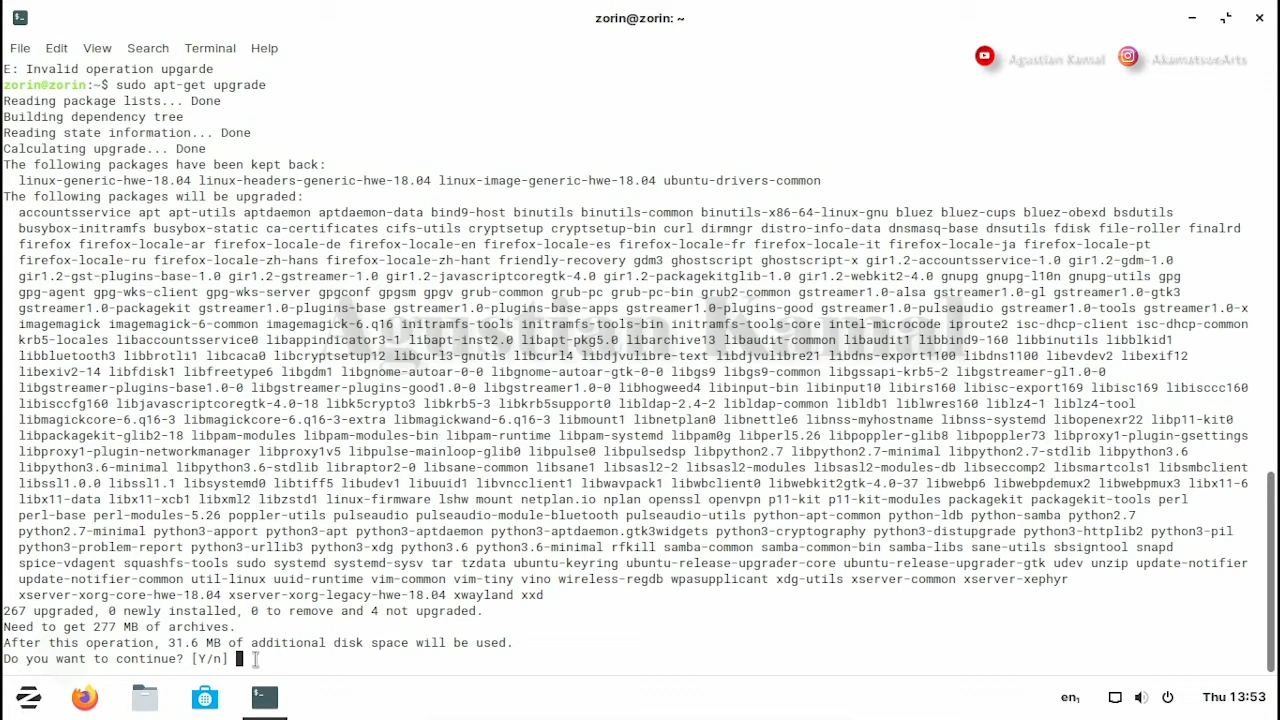 zorin@zorin: ~
File Edit View Search Terminal Help
Agustian Kamal AkamatsueArts
E: Invalid operation upgarde
zorin@zorin:~$ sudo apt-get upgrade
Reading package lists... Done
Building dependency tree
Reading state information... Done
Calculating upgrade... Done
The following packages have been kept back:
linux-generic-hwe-18.04 linux-headers-generic-hwe-18.04 linux-image-generic-hwe-18.04 ubuntu-drivers-common
The following packages will be upgraded:
accountsservice apt apt-utils aptdaemon aptdaemon-data bind9-host binutils binutils-common binutils-x86-64-linux-gnu bluez bluez-cups bluez-obexd bsdutils
busybox-initramfs busybox-static ca-certificates cifs-utils cryptsetup cryptsetup-bin curl dirmngr distro-info-data dnsmasq-base dnsutils fdisk file-roller finalrd
firefox firefox-locale-ar firefox-locale-de firefox-locale-en firefox-locale-es firefox-locale-fr firefox-locale-it firefox-locale-ja firefox-locale-pt
firefox-locale-ru firefox-locale-zh-hans firefox-locale-zh-hant friendly-recovery gdm3 ghostscript ghostscript-x gir1.2-accountsservice-1.0 gir1.2-gdm-1.0
gir1.2-gst-plugins-base-1.0 gir1.2-gstreamer-1.0 gir1.2-javascriptcoregtk-4.0 gir1.2-packagekitglib-1.0 gir1.2-webkit2-4.0 gnupg gnupg-l10n gnupg-utils gpg
gpg-agent gpg-wks-client gpg-wks-server gpgconf gpgsm gpgv grub-common grub-pc grub-pc-bin grub2-common gstreamer1.0-alsa gstreamer1.0-gl gstreamer1.0-gtk3
gstreamer1.0-packagekit gstreamer1.0-plugins-base gstreamer1.0-plugins-base-apps gstreamer1.0-plugins-good gstreamer1.0-pulseaudio gstreamer1.0-tools gstreamer1.0-x
imagemagick imagemagick-6-common imagemagick-6.q16 initramfs-tools initramfs-tools-bin initramfs-tools-core intel-microcode iproute2 isc-dhcp-client isc-dhcp-common
krb5-locales libaccountsservice0 libappindicator3-1 libapt-inst2.0 libapt-pkg5.0 libarchive13 libaudit-common libaudit1 libbind9-160 libbinutils libblkid1
libbluetooth3 libbrotli1 libcaca0 libcryptsetup12 libcurl3-gnutls libcurl4 libdjvulibre-text libdjvulibre21 libdns-export1100 libdns1100 libevdev2 libexif12
libexiv2-14 libfdisk1 libfreetype6 libgdm1 libgnome-autoar-0-0 libgnome-autoar-gtk-0-0 libgs9 libgs9-common libgssapi-krb5-2 libgstreamer-gl1.0-0
libgstreamer-plugins-base1.0-0 libgstreamer-plugins-good1.0-0 libgstreamer1.0-0 libhogweed4 libinput-bin libinput10 libirs160 libisc-export169 libisc169 libisccc160
libisccfg160 libjavascriptcoregtk-4.0-18 libk5crypto3 libkrb5-3 libkrb5support0 libldap-2.4-2 libldap-common libldb1 liblwres160 liblz4-1 liblz4-tool
libmagickcore-6.q16-3 libmagickcore-6.q16-3-extra libmagickwand-6.q16-3 libmount1 libnetplan0 libnettle6 libnss-myhostname libnss-systemd libopenexr22 libp11-kit0
libpackagekit-glib2-18 libpam-modules libpam-modules-bin libpam-runtime libpam-systemd libpam0g libperl5.26 libpoppler-glib8 libpoppler73 libproxy1-plugin-gsettings
libproxy1-plugin-networkmanager libproxy1v5 libpulse-mainloop-glib0 libpulse0 libpulsedsp libpython2.7 libpython2.7-minimal libpython2.7-stdlib libpython3.6
libpython3.6-minimal libpython3.6-stdlib libraptor2-0 libsane-common libsane1 libsasl2-2 libsasl2-modules libsasl2-modules-db libseccomp2 libsmartcols1 libsmbclient
libssl1.0.0 libssl1.1 libsystemd0 libtiff5 libudev1 libuuid1 libvncclient1 libwavpack1 libwbclient0 libwebkit2gtk-4.0-37 libwebp6 libwebpdemux2 libwebpmux3 libx11-6
libx11-data libx11-xcb1 libxml2 libzstd1 linux-firmware lshw mount netplan.io nplan openssl openvpn p11-kit p11-kit-modules packagekit packagekit-tools perl
perl-base perl-modules-5.26 poppler-utils pulseaudio pulseaudio-module-bluetooth pulseaudio-utils python-apt-common python-ldb python-samba python2.7
python2.7-minimal python3-apport python3-apt python3-aptdaemon python3-aptdaemon.gtk3widgets python3-cryptography python3-distupgrade python3-httplib2 python3-pil
python3-problem-report python3-urllib3 python3-xdg python3.6 python3.6-minimal rfkill samba-common samba-common-bin samba-libs sane-utils sbsigntool snapd
spice-vdagent squashfs-tools sudo systemd systemd-sysv tar tzdata ubuntu-keyring ubuntu-release-upgrader-core ubuntu-release-upgrader-gtk udev unzip update-notifier
update-notifier-common util-linux uuid-runtime vim-common vim-tiny vino wireless-regdb wpasupplicant xdg-utils xserver-common xserver-xephyr
xserver-xorg-core-hwe-18.04 xserver-xorg-legacy-hwe-18.04 xwayland xxd
267 upgraded, 0 newly installed, 0 to remove and 4 not upgraded.
Need to get 277 MB of archives.
After this operation, 31.6 MB of additional disk space will be used.
Do you want to continue? [Y/n]
Agustian Kamal
en₁ Thu 13:53